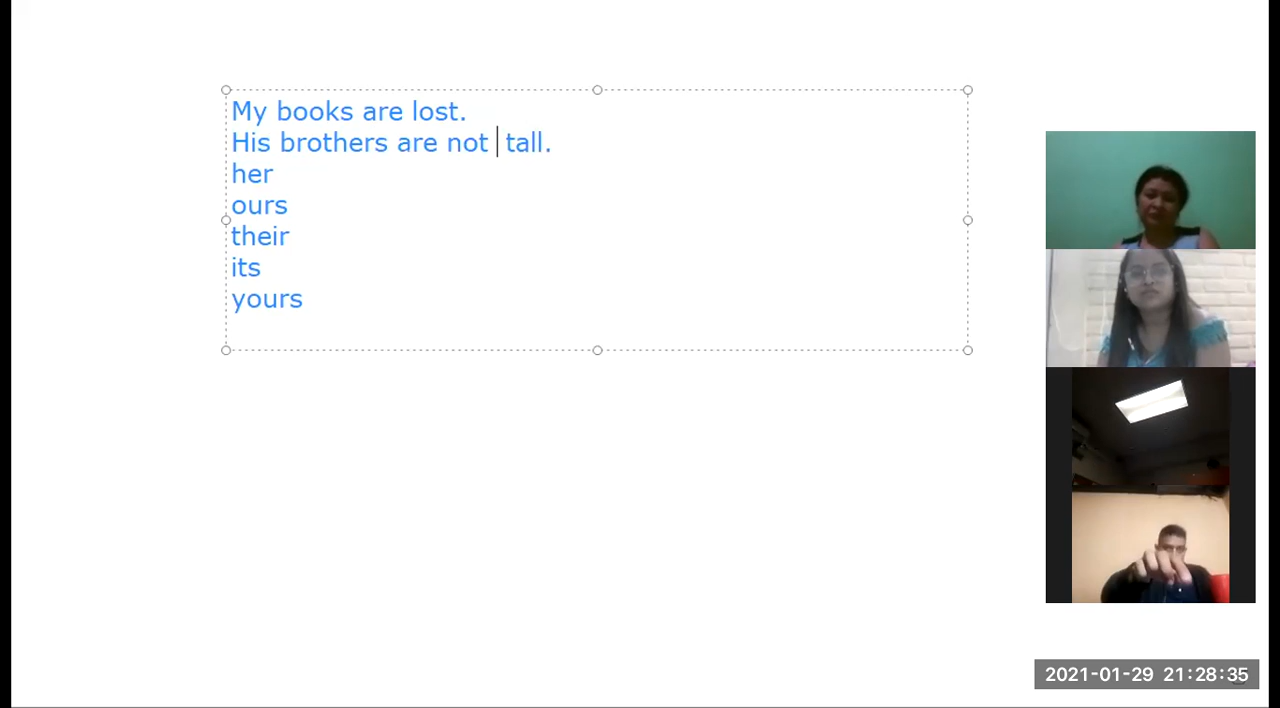 My books are lost.
His brothers are not tall.
her
ours
their
its
yours
2021-01-29 21:28:35